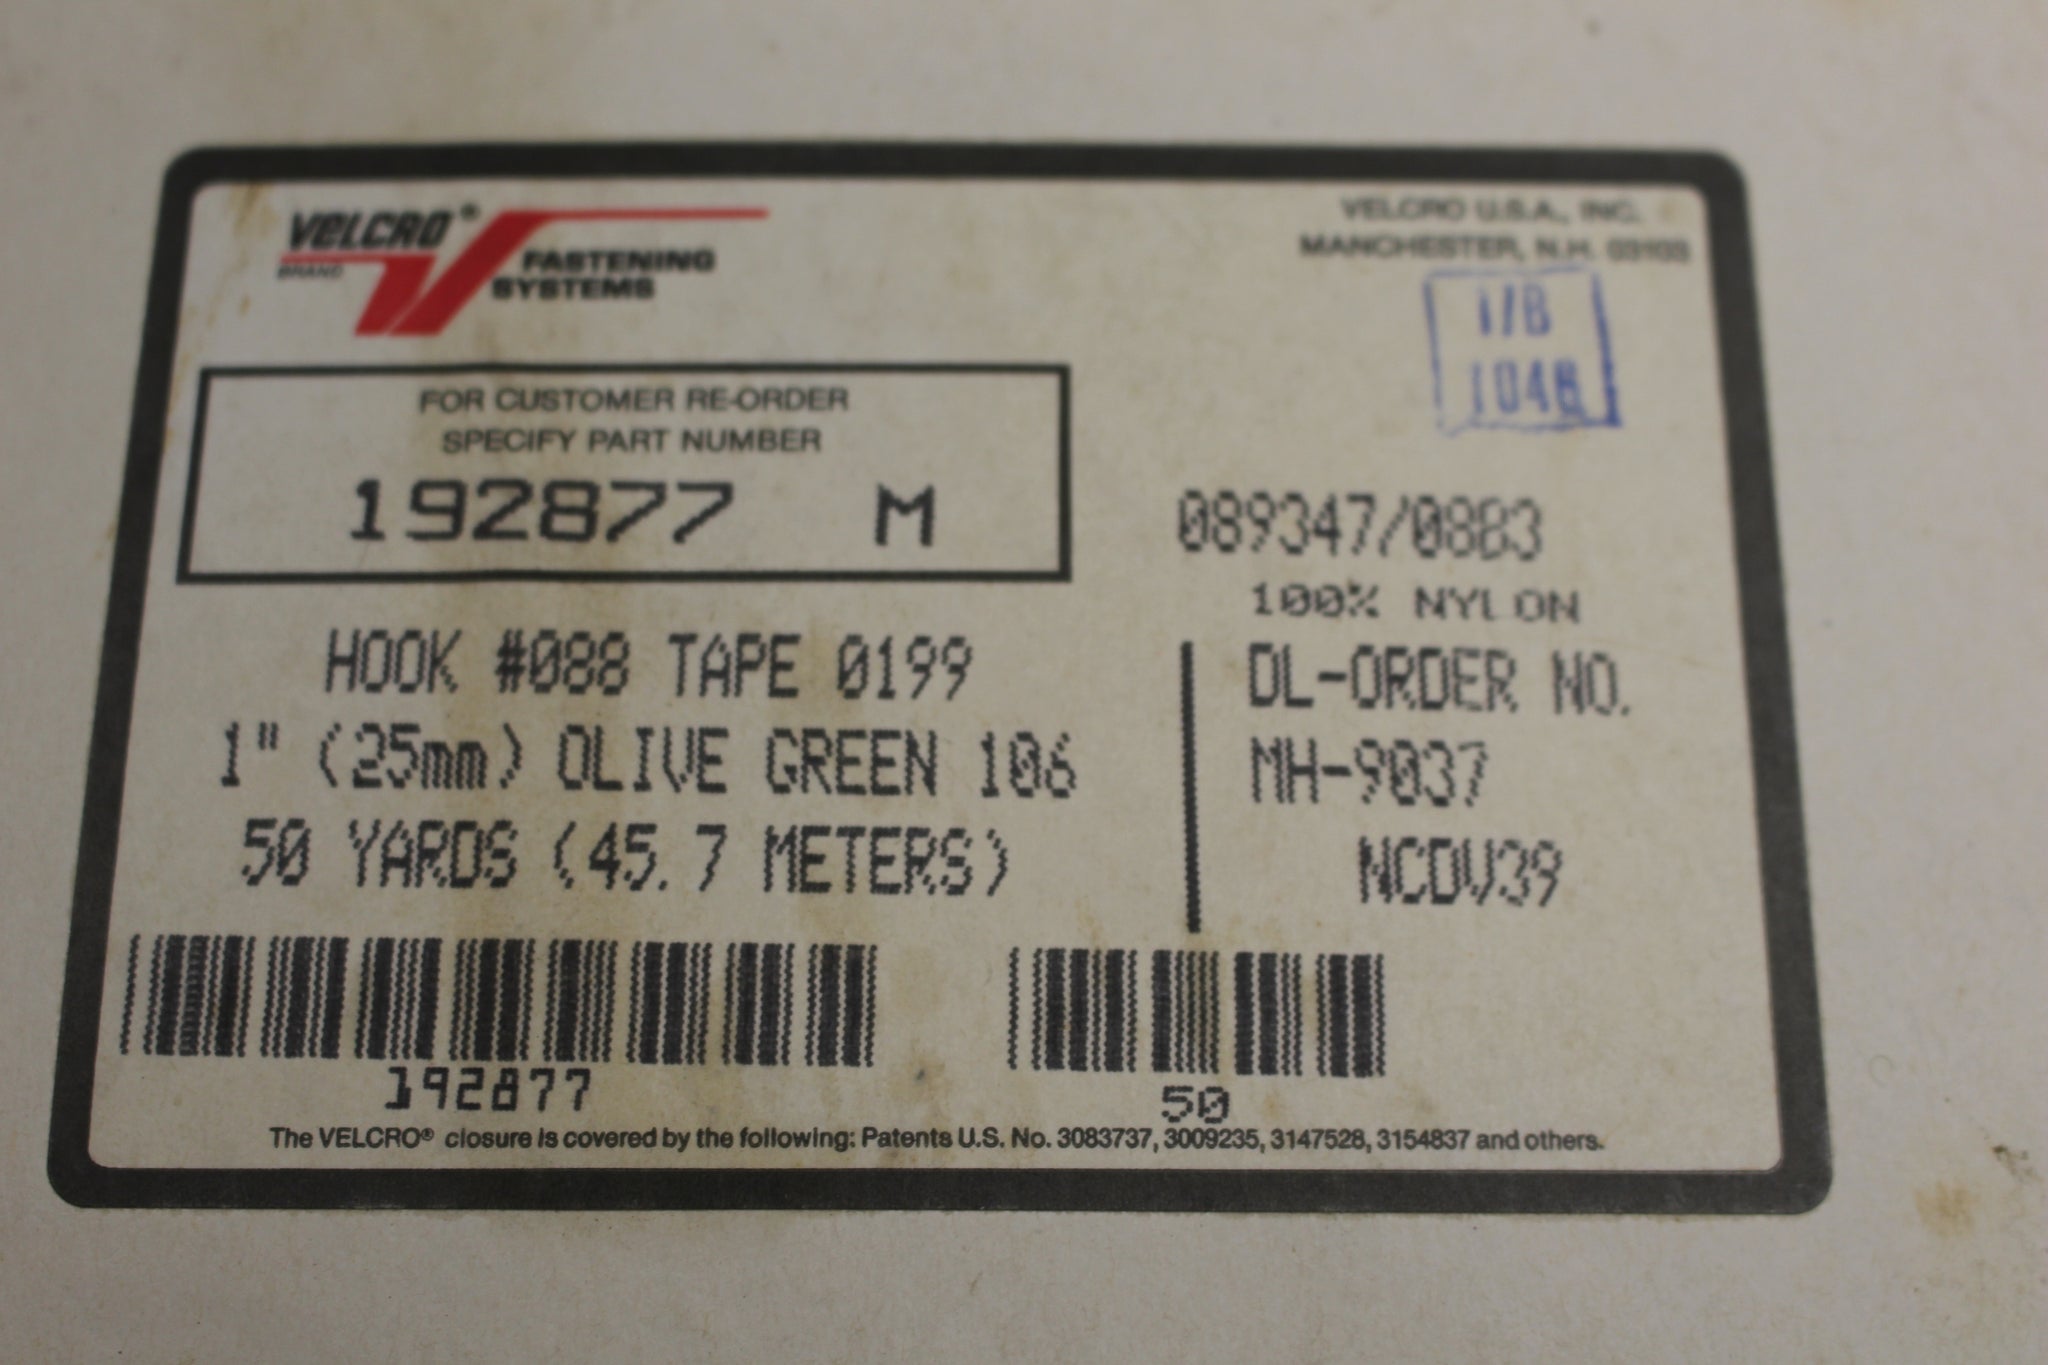 VELCRO®
BRAND
FASTENING
SYSTEMS
VELCRO U.S.A., INC.
MANCHESTER, N.H. 03103
I/B
104B
FOR CUSTOMER RE-ORDER
SPECIFY PART NUMBER
192877 M
089347/08B3
100% NYLON
HOOK #088 TAPE 0199
1" (25mm) OLIVE GREEN 106
50 YARDS (45.7 METERS)
DL-ORDER NO.
MH-9037
NCDV39
192877
50
The VELCRO® closure is covered by the following: Patents U.S. No. 3083737, 3009235, 3147528, 3154837 and others.